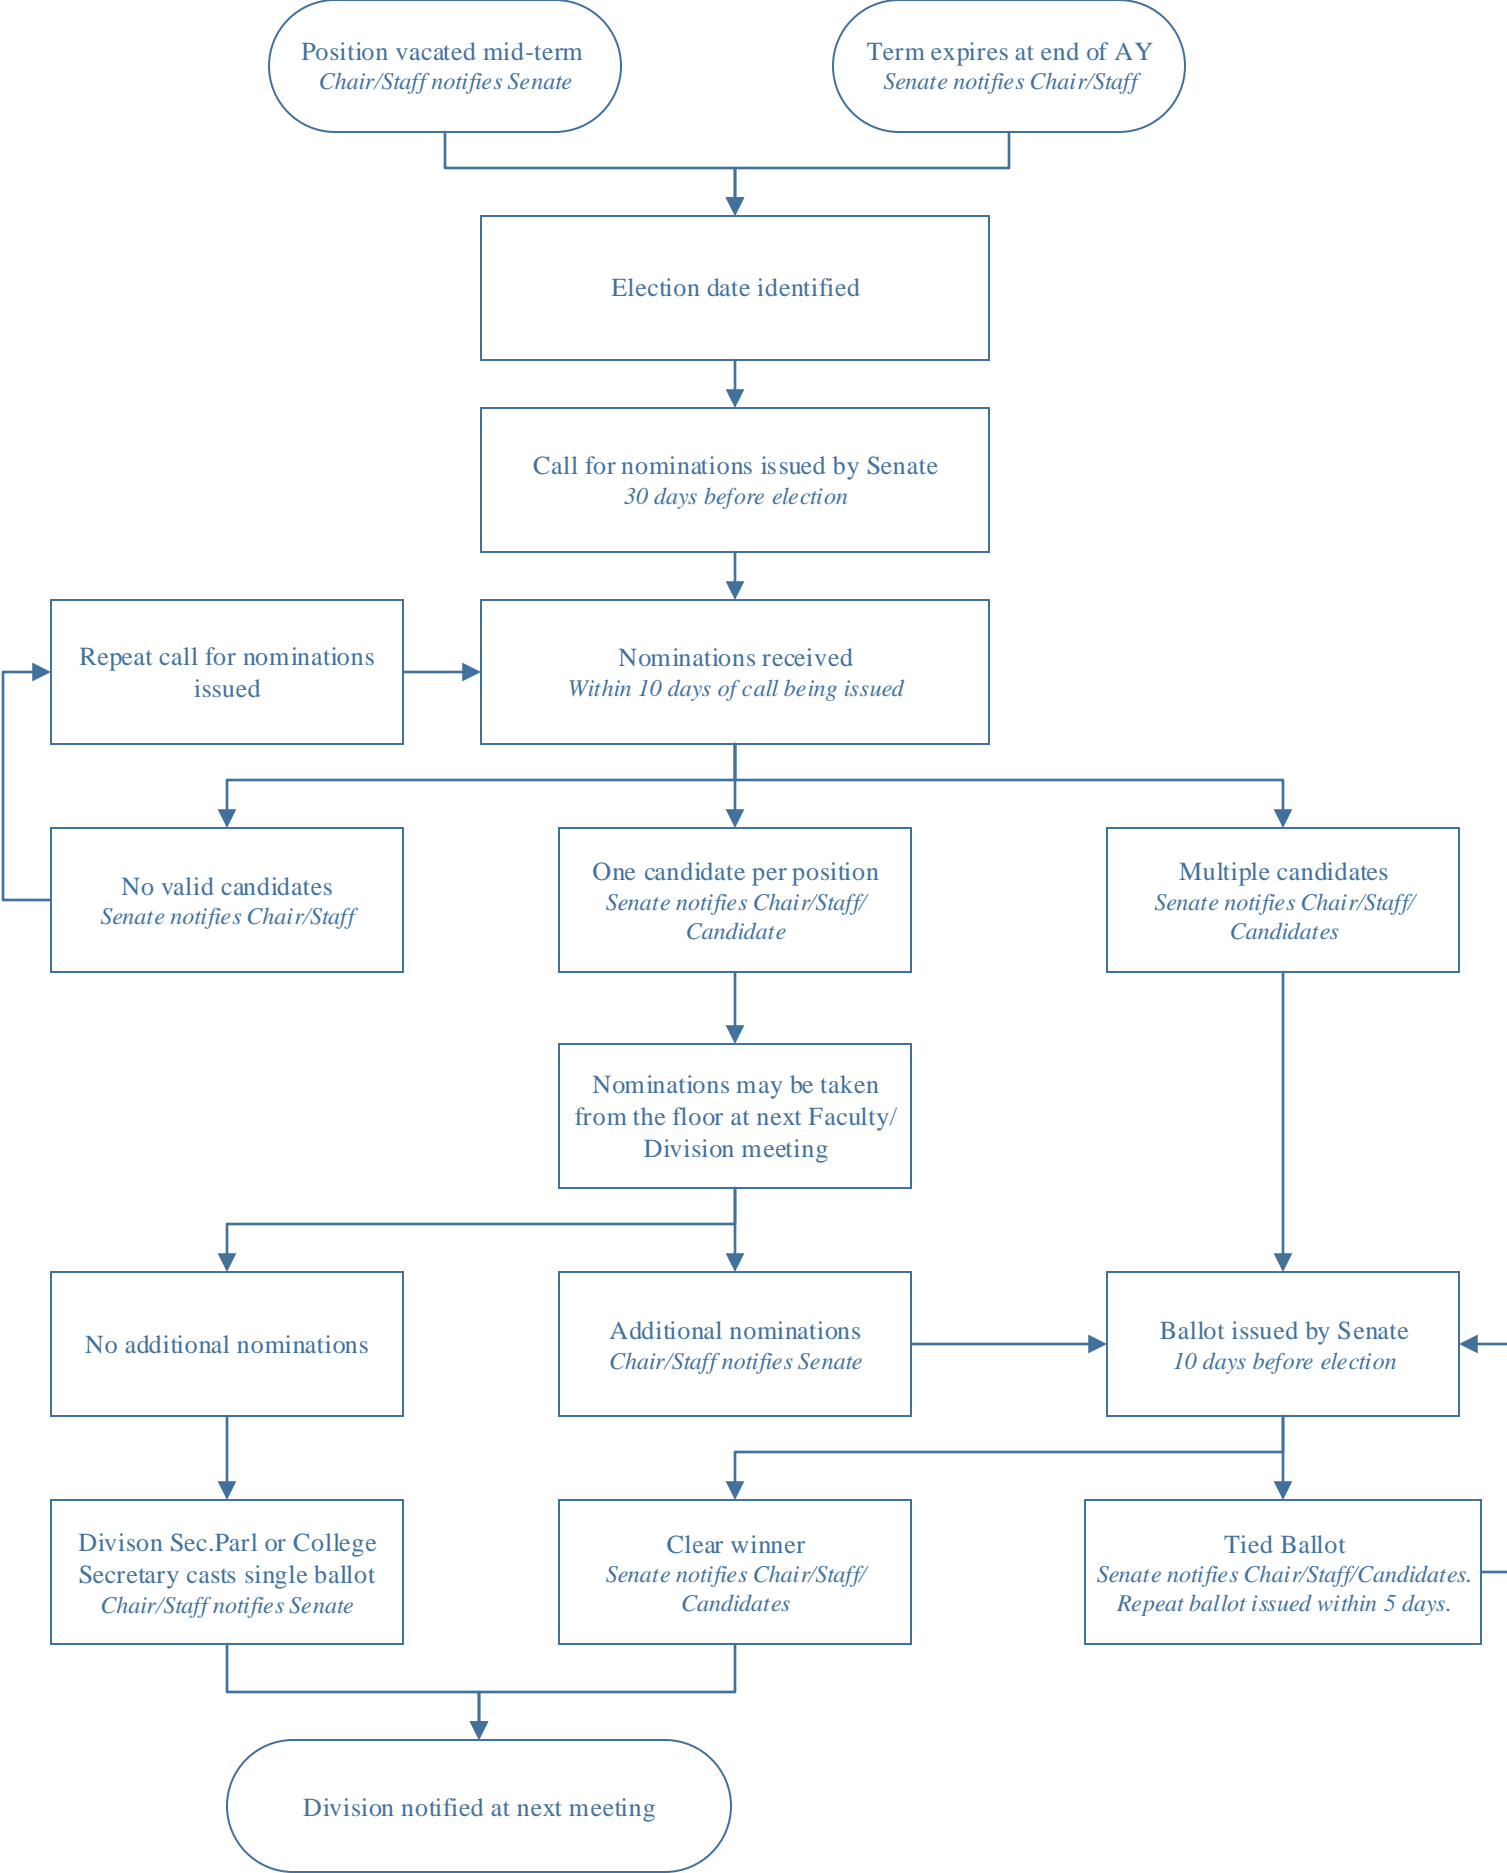 Position vacated mid-term
Chair/Staff notifies Senate
Term expires at end of AY
Senate notifies Chair/Staff
Election date identified
Call for nominations issued by Senate
30 days before election
Repeat call for nominations
issued
Nominations received
Within 10 days of call being issued
No valid candidates
Senate notifies Chair/Staff
One candidate per position
Senate notifies Chair/Staff/
Candidate
Multiple candidates
Senate notifies Chair/Staff/
Candidates
Nominations may be taken
from the floor at next Faculty/
Division meeting
No additional nominations
Additional nominations
Chair/Staff notifies Senate
Ballot issued by Senate
10 days before election
Divison Sec.Parl or College
Secretary casts single ballot
Chair/Staff notifies Senate
Clear winner
Senate notifies Chair/Staff/
Candidates
Tied Ballot
Senate notifies Chair/Staff/Candidates.
Repeat ballot issued within 5 days.
Division notified at next meeting